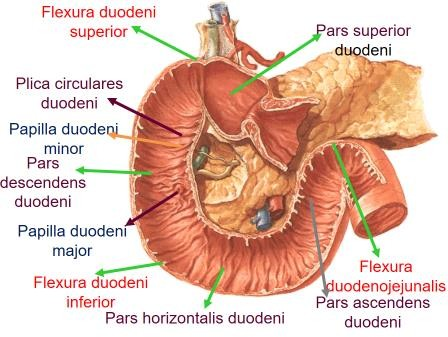 Flexura duodeni
superior
Pars superior
duodeni
Plica circulares
duodeni
Papilla duodeni
minor
Pars
descendens
duodeni
Papilla duodeni
major
Flexura duodeni
inferior
Pars horizontalis duodeni
Flexura
duodenojejunalis
Pars ascendens
duodeni